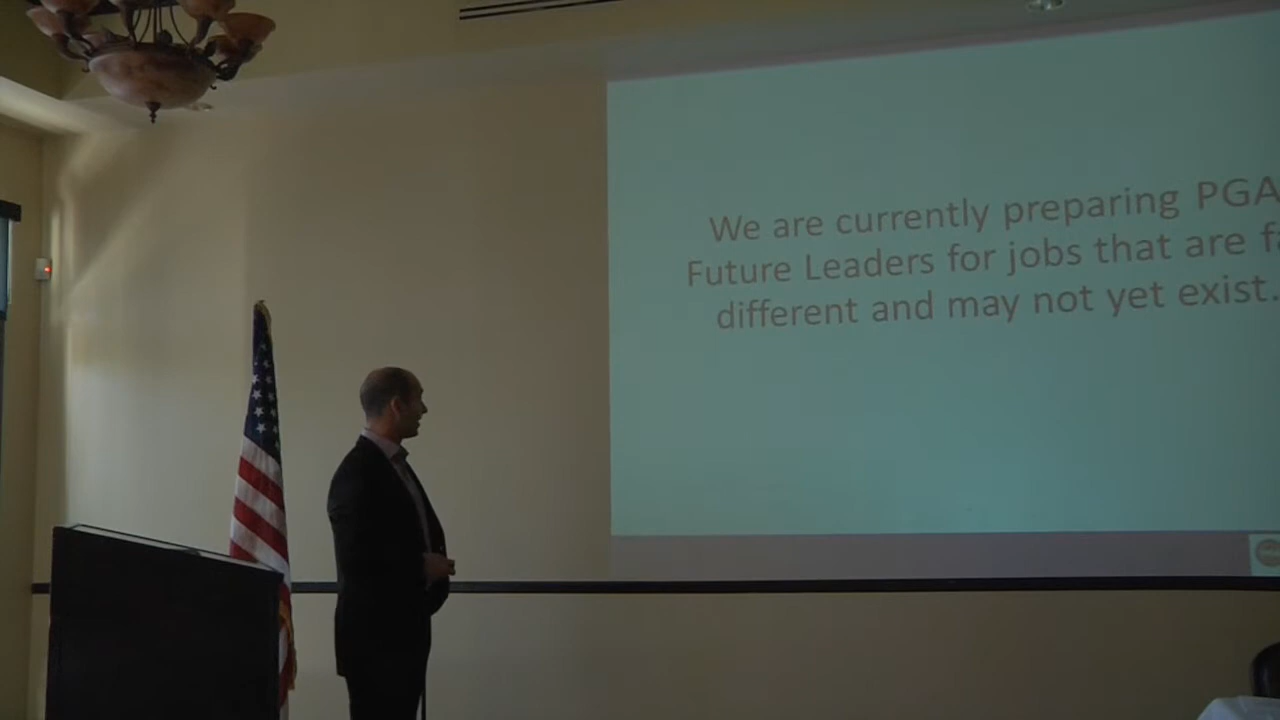 We are currently preparing PGA
Future Leaders for jobs that are
different and may not yet exist.